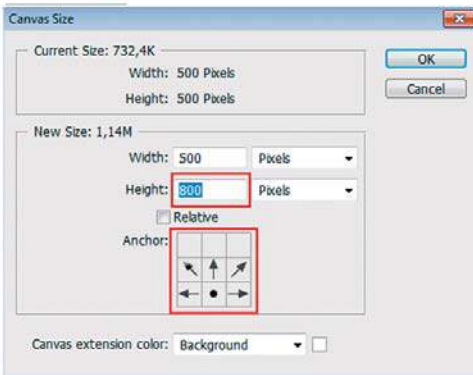 Canvas Size
Current Size: 732,4K
Width: 500 Pixels
Height: 500 Pixels
OK
Cancel
New Size: 1,14M
Width: 500 Pixels
Height: 800 Pixels
Relative
Anchor:
Canvas extension color: Background